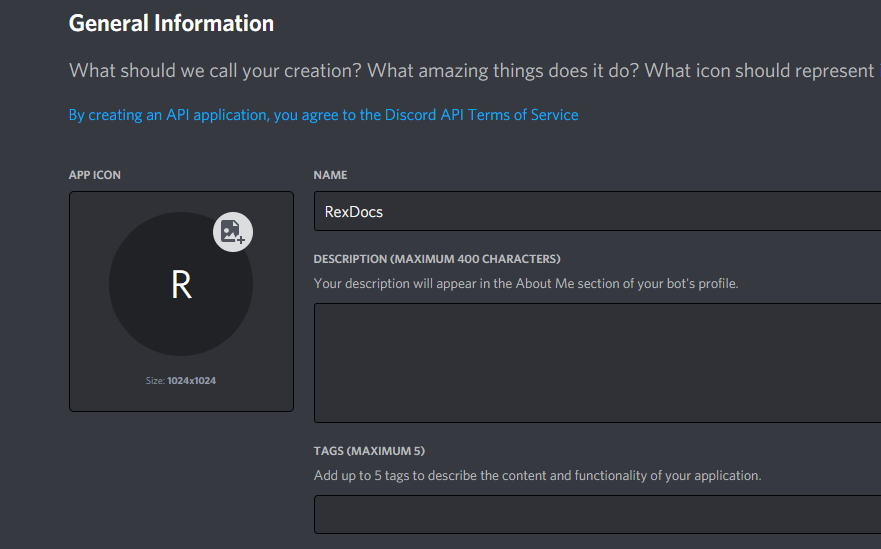 General Information
What should we call your creation? What amazing things does it do? What icon should represent
By creating an API application, you agree to the Discord API Terms of Service
APP ICON
R
Size: 1024x1024
NAME
RexDocs
DESCRIPTION (MAXIMUM 400 CHARACTERS)
Your description will appear in the About Me section of your bot's profile.
TAGS (MAXIMUM 5)
Add up to 5 tags to describe the content and functionality of your application.